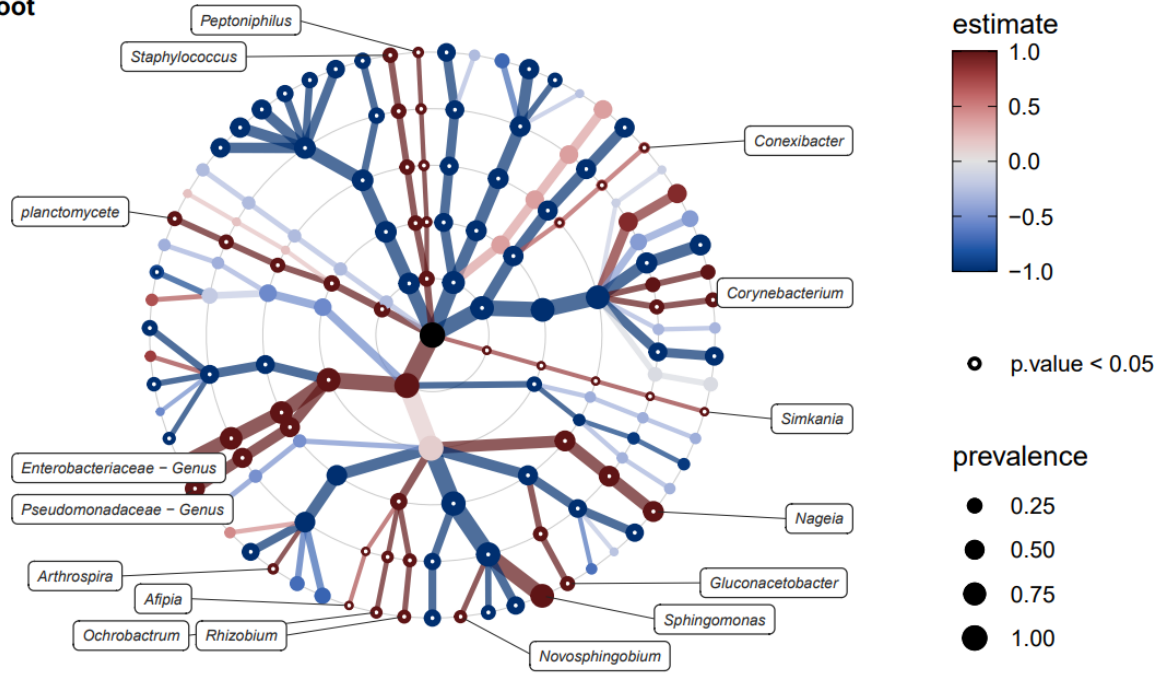 oot
Peptoniphilus
Staphylococcus
Conexibacter
planctomycete
Corynebacterium
Simkania
Enterobacteriaceae − Genus
Pseudomonadaceae − Genus
Nageia
Arthrospira
Gluconacetobacter
Afipia
Sphingomonas
Ochrobactrum
Rhizobium
Novosphingobium
estimate
1.0
0.5
0.0
−0.5
−1.0
p.value < 0.05
prevalence
0.25
0.50
0.75
1.00